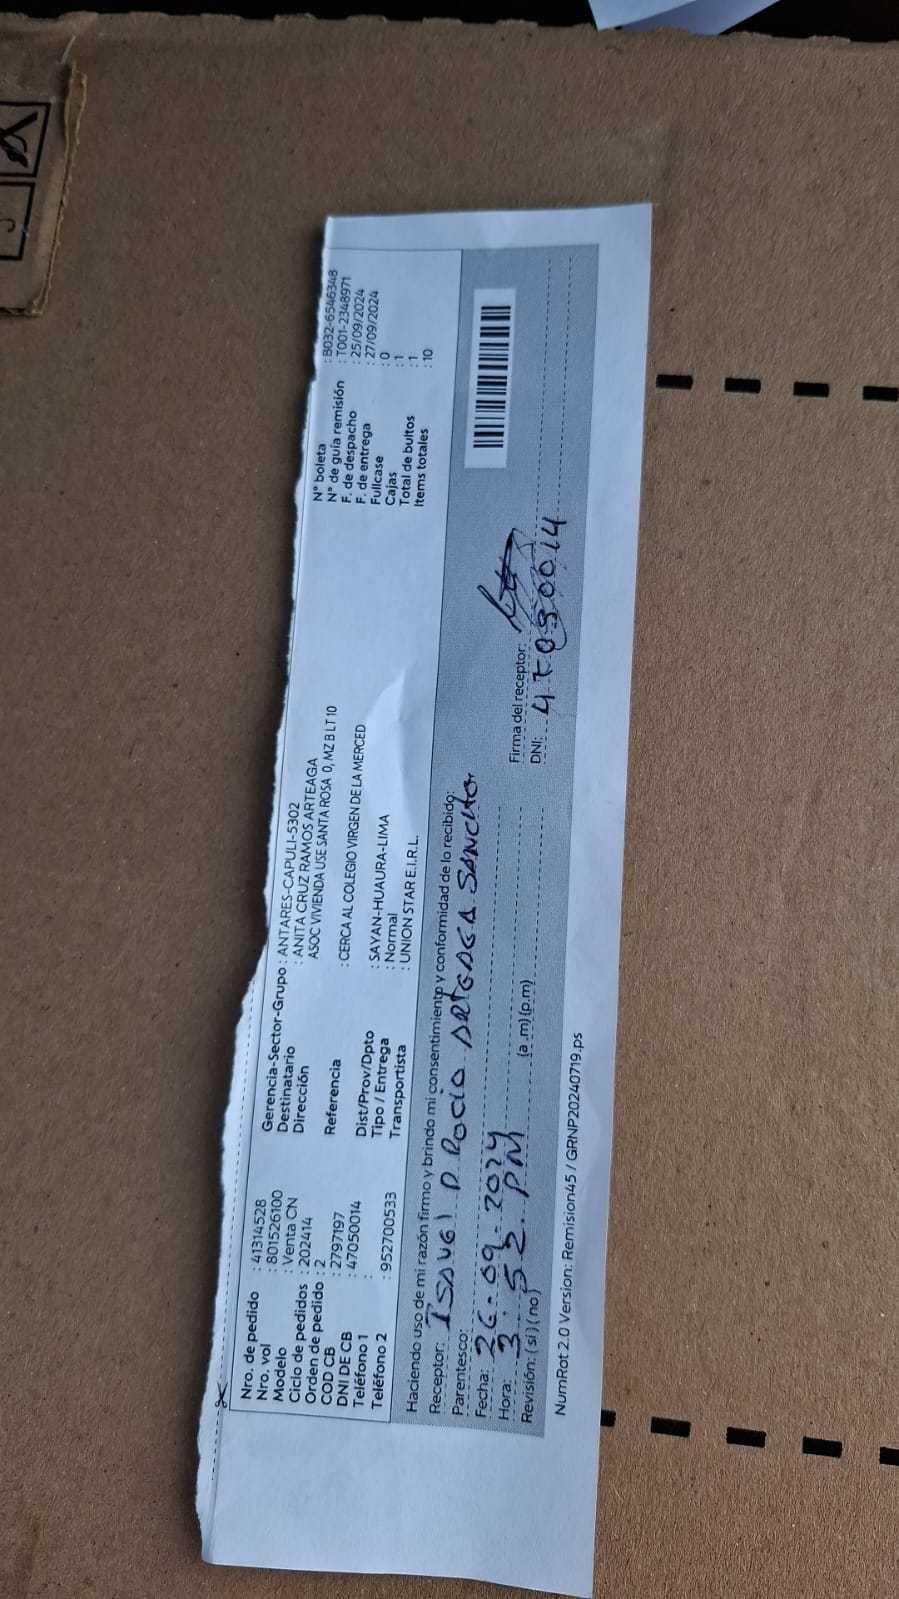 Nro. de pedido : 41314528
Nro. vol : 801526100
Modelo : Venta CN
Ciclo de pedidos : 202414
Orden de pedido : 2
COD CB : 2797197
DNI DE CB : 47050014
Teléfono 1 :
Teléfono 2 : 952700533
Gerencia-Sector-Grupo : ANTARES-CAPULI-5302
Destinatario : ANITA CRUZ RAMOS ARTEAGA
Dirección ASOC VIVIENDA USE SANTA ROSA 0, MZ B LT 10
Referencia : CERCA AL COLEGIO VIRGEN DE LA MERCED
Dist/Prov/Dpto : SAYAN-HUAURA-LIMA
Tipo / Entrega : Normal
Transportista : UNION STAR E.I.R.L.
N° boleta : B032-6546348
N° de guía remisión : T001-2348971
F. de despacho : 25/09/2024
F. de entrega : 27/09/2024
Fullcase : 0
Cajas : 1
Total de bultos : 1
Items totales : 10
Haciendo uso de mi razón firmo y brindo mi consentimiento y conformidad de lo recibido:
Receptor: Rocio
Parentesco:
Fecha: 26-09-2024
Hora: 3:52 PM (a.m) (p.m)
Revisión: (si) (no)
Firma del receptor:
DNI: 47050014
NumRot 2.0 Version: Remision45 / GRNP20240719.ps